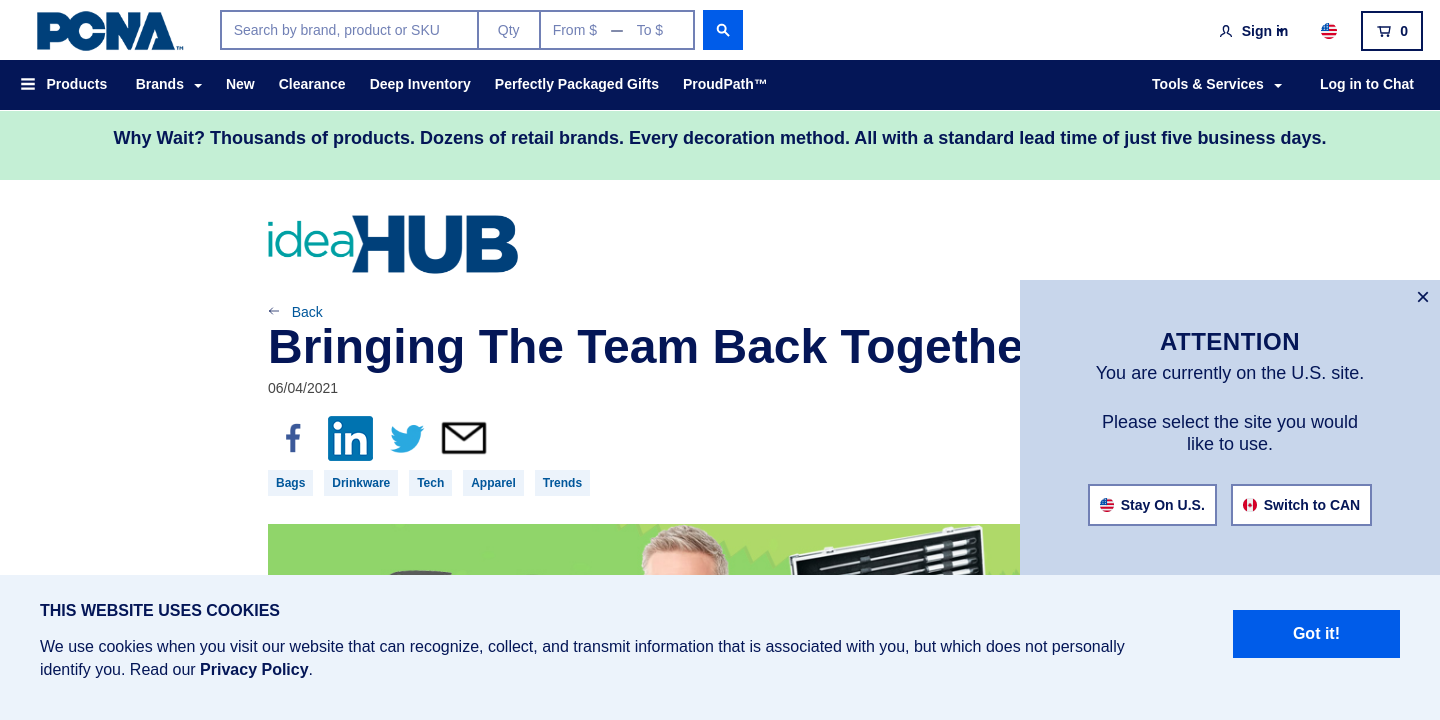 PCNA™
Search by brand, product or SKU
Qty
From $ — To $
Sign in
0
Products
Brands
New
Clearance
Deep Inventory
Perfectly Packaged Gifts
ProudPath™
Tools & Services
Log in to Chat
Why Wait? Thousands of products. Dozens of retail brands. Every decoration method. All with a standard lead time of just five business days.
ideaHUB
Back
Bringing The Team Back Togethe
06/04/2021
f
in
Bags
Drinkware
Tech
Apparel
Trends
×
ATTENTION
You are currently on the U.S. site.
Please select the site you would
like to use.
Stay On U.S.
Switch to CAN
THIS WEBSITE USES COOKIES
We use cookies when you visit our website that can recognize, collect, and transmit information that is associated with you, but which does not personally
identify you. Read our Privacy Policy.
Got it!